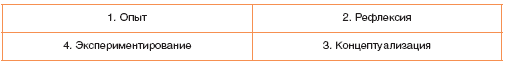 1. Опыт
2. Рефлексия
4. Экспериментирование
3. Концептуализация